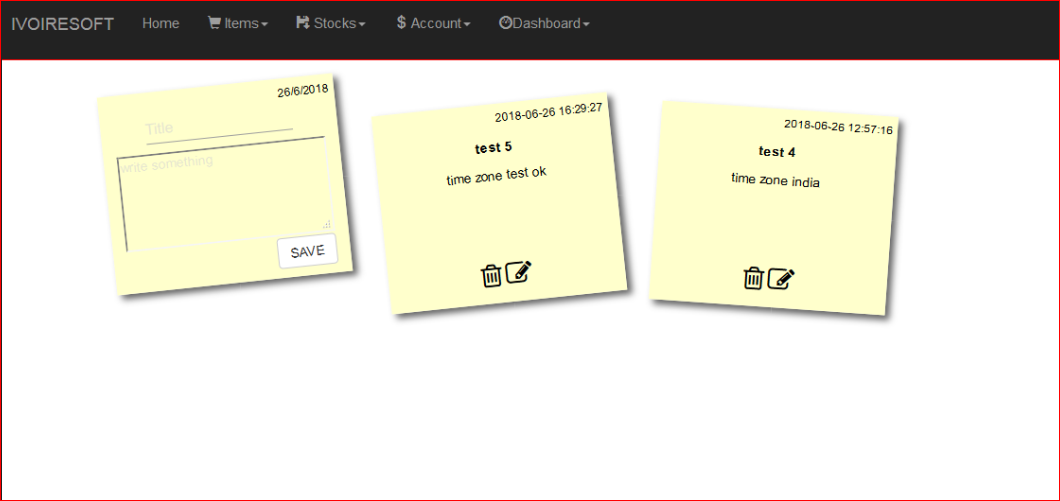 IVOIRESOFT Home Items Stocks $ Account Dashboard
26/6/2018
Title
write something
SAVE
2018-06-26 16:29:27
test 5
time zone test ok
2018-06-26 12:57:16
test 4
time zone india